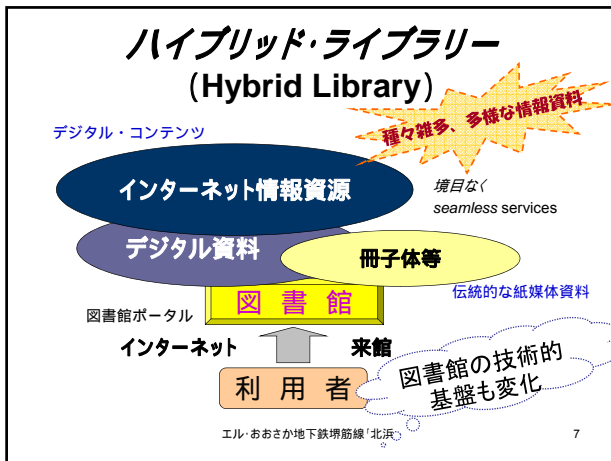 ハイブリッド・ライブラリー
(Hybrid Library)
種々雑多、多様な情報資料
デジタル・コンテンツ
インターネット情報資源
境目なく
seamless services
デジタル資料
冊子体等
図 書 館
伝統的な紙媒体資料
図書館ポータル
インターネット
来館
図書館の技術的
基盤も変化
利 用 者
エル・おおさか地下鉄堺筋線「北浜
7